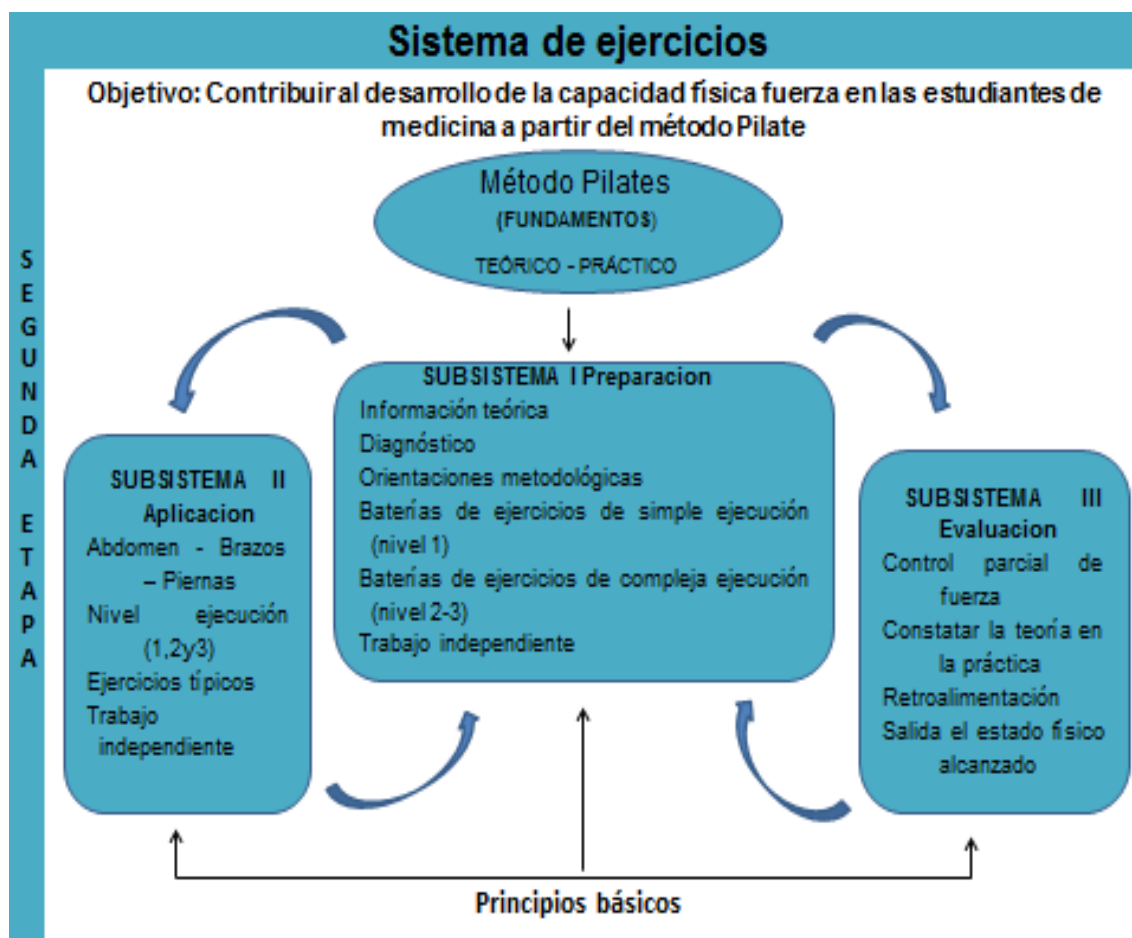 Sistema de ejercicios
Objetivo: Contribuir al desarrollo de la capacidad física fuerza en las estudiantes de
medicina a partir del método Pilate
SEGUNDA ETAPA
Método Pilates
(FUNDAMENTOS)
TEÓRICO - PRÁCTICO
SUBSISTEMA I Preparacion
Información teórica
Diagnóstico
Orientaciones metodológicas
Baterías de ejercicios de simple ejecución
(nivel 1)
Baterías de ejercicios de compleja ejecución
(nivel 2-3)
Trabajo independiente
SUBSISTEMA II
Aplicacion
Abdomen - Brazos
– Piernas
Nivel ejecución
(1,2y3)
Ejercicios típicos
Trabajo
independiente
SUBSISTEMA III
Evaluacion
Control parcial de
fuerza
Constatar la teoría en
la práctica
Retroalimentación
Salida el estado físico
alcanzado
Principios básicos